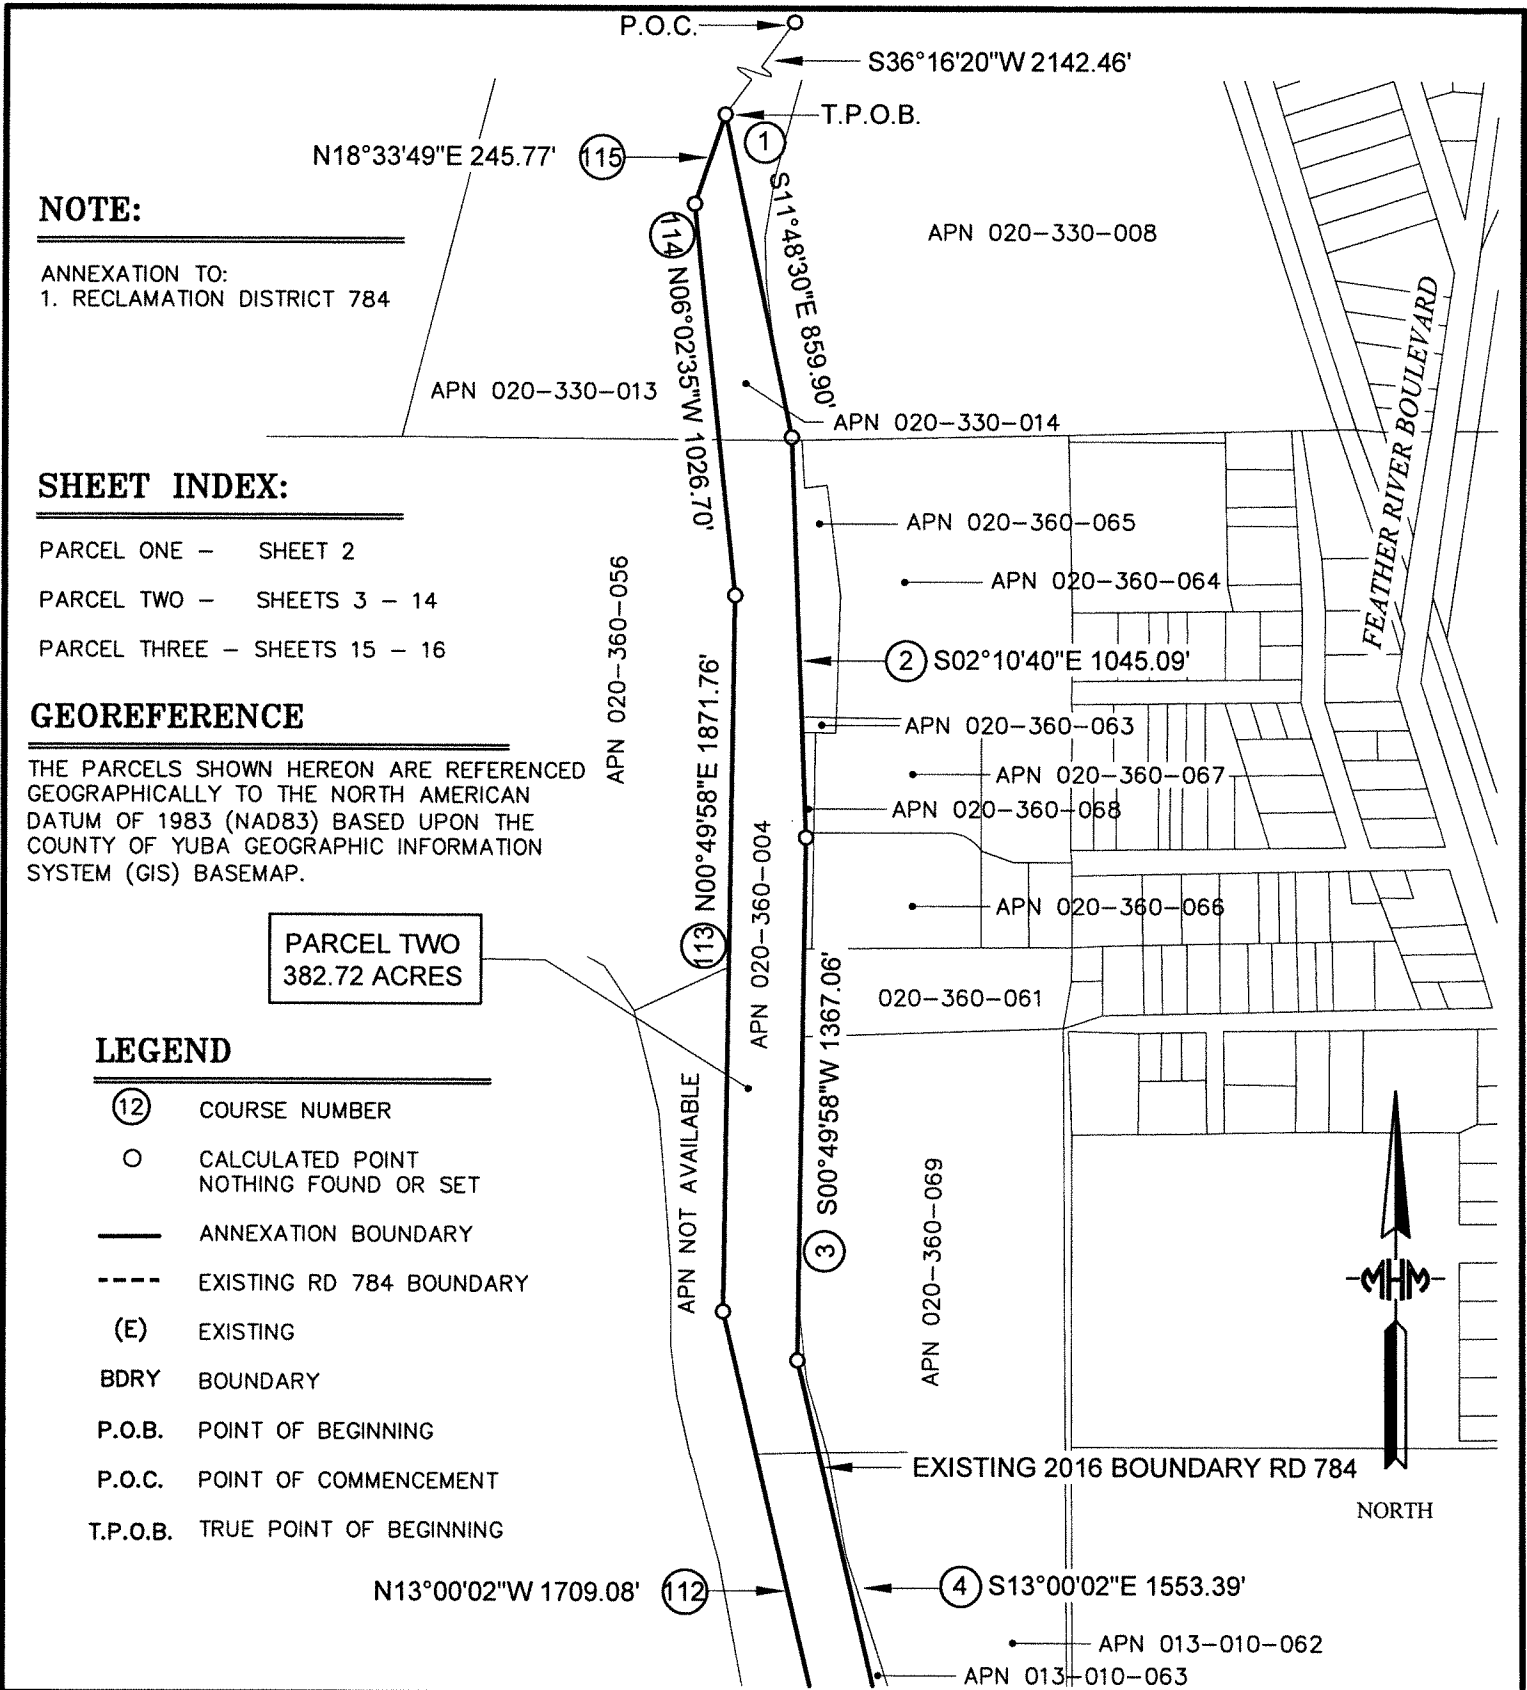 P.O.C.
S36°16'20"W 2142.46'
T.P.O.B.
1
N18°33'49"E 245.77'
115
S11°48'30"E 859.90'
NOTE:
ANNEXATION TO:
1. RECLAMATION DISTRICT 784
114
N06°02'35"W 1026.70'
APN 020-330-008
FEATHER RIVER BOULEVARD
APN 020-330-013
APN 020-330-014
SHEET INDEX:
PARCEL ONE - SHEET 2
PARCEL TWO - SHEETS 3 - 14
PARCEL THREE - SHEETS 15 - 16
APN 020-360-065
APN 020-360-064
APN 020-360-056
2
S02°10'40"E 1045.09'
GEOREFERENCE
THE PARCELS SHOWN HEREON ARE REFERENCED
GEOGRAPHICALLY TO THE NORTH AMERICAN
DATUM OF 1983 (NAD83) BASED UPON THE
COUNTY OF YUBA GEOGRAPHIC INFORMATION
SYSTEM (GIS) BASEMAP.
113
N00°49'58"E 1871.76'
APN 020-360-063
APN 020-360-067
APN 020-360-068
APN 020-360-004
APN 020-360-066
PARCEL TWO
382.72 ACRES
020-360-061
S00°49'58"W 1367.06'
3
LEGEND
12
COURSE NUMBER
CALCULATED POINT
NOTHING FOUND OR SET
ANNEXATION BOUNDARY
EXISTING RD 784 BOUNDARY
(E) EXISTING
BDRY BOUNDARY
P.O.B. POINT OF BEGINNING
P.O.C. POINT OF COMMENCEMENT
T.P.O.B. TRUE POINT OF BEGINNING
APN NOT AVAILABLE
APN 020-360-069
MHM
NORTH
EXISTING 2016 BOUNDARY RD 784
N13°00'02"W 1709.08'
112
4
S13°00'02"E 1553.39'
APN 013-010-062
APN 013-010-063